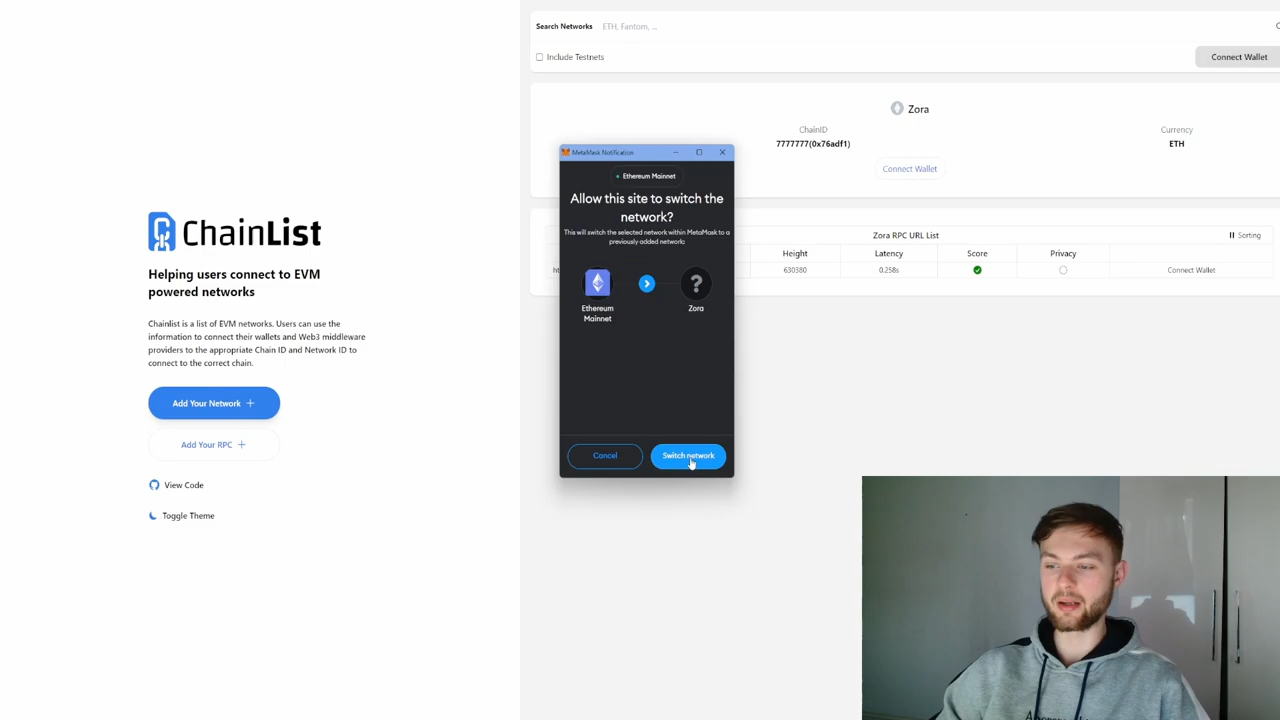 ChainList
Helping users connect to EVM
powered networks
Chainlist is a list of EVM networks. Users can use the
information to connect their wallets and Web3 middleware
providers to the appropriate Chain ID and Network ID to
connect to the correct chain.
Add Your Network
Add Your RPC
View Code
Toggle Theme
Search Networks ETH, Fantom, ...
Include Testnets
Connect Wallet
Zora
ChainID
7777777(0x76adf1)
Currency
ETH
Connect Wallet
Zora RPC URL List
Sorting
Height Latency Score Privacy
630380 0.258s Connect Wallet
MetaMask Notification
Ethereum Mainnet
Allow this site to switch the
network?
This will switch the selected network within MetaMask to a
previously added network:
Ethereum
Mainnet
Zora
Cancel
Switch network